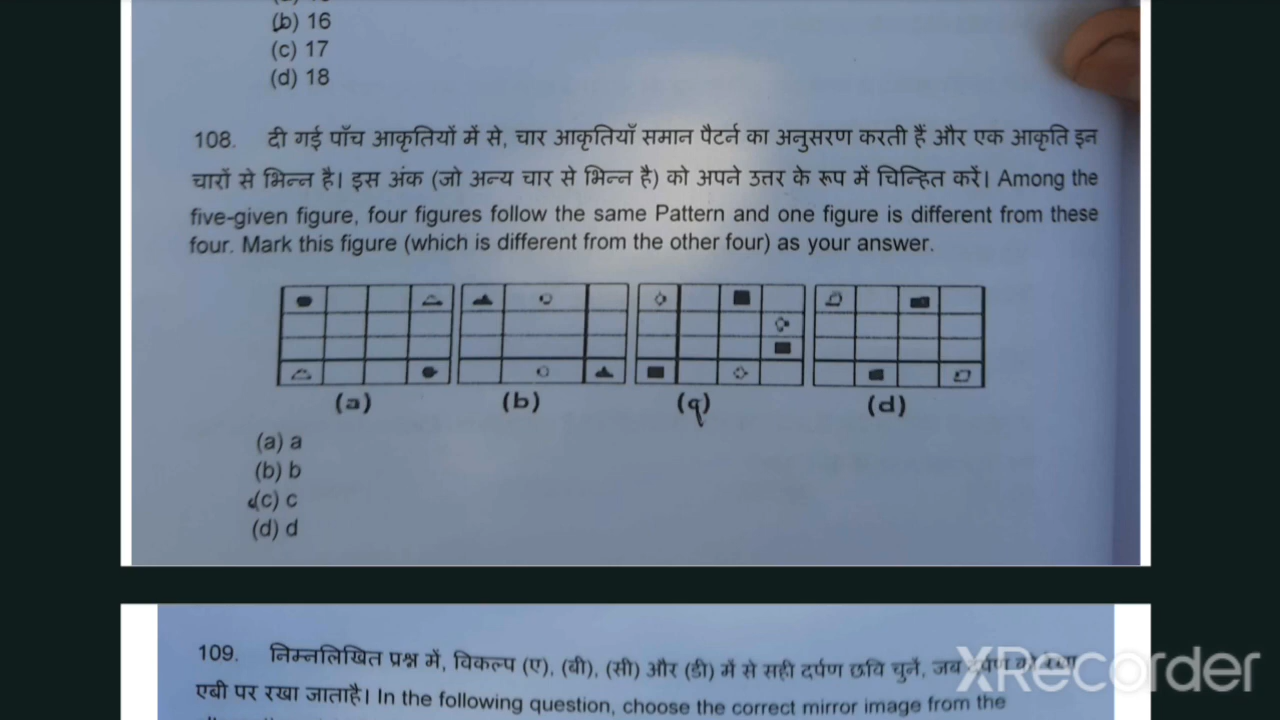 (b) 16
(c) 17
(d) 18
108. दी गई पाँच आकृतियों में से, चार आकृतियाँ समान पैटर्न का अनुसरण करती हैं और एक आकृति इन
चारों से भिन्न है। इस अंक (जो अन्य चार से भिन्न है) को अपने उत्तर के रूप में चिन्हित करें। Among the
five-given figure, four figures follow the same Pattern and one figure is different from these
four. Mark this figure (which is different from the other four) as your answer.
(a) (b) (q) (d)
(a) a
(b) b
(c) c
(d) d
109. निम्नलिखित प्रश्न में, विकल्प (ए), (बी), (सी) और (डी) में से सही दर्पण छवि चुनें, जब
एबी पर रखा जाताहै। In the following question, choose the correct mirror image from the
XRecorder